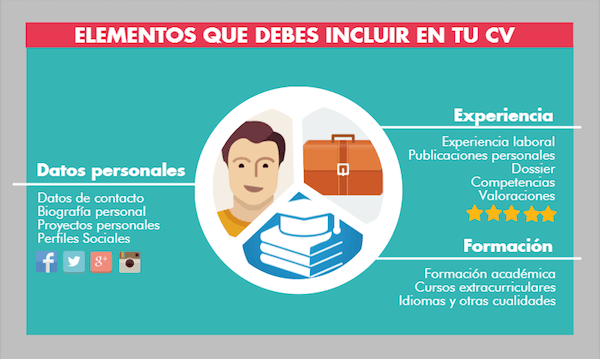 ELEMENTOS QUE DEBES INCLUIR EN TU CV
Datos personales
Datos de contacto
Biografía personal
Proyectos personales
Perfiles Sociales
f
g+
Experiencia
Experiencia laboral
Publicaciones personales
Dossier
Competencias
Valoraciones
Formación
Formación académica
Cursos extracurriculares
Idiomas y otras cualidades